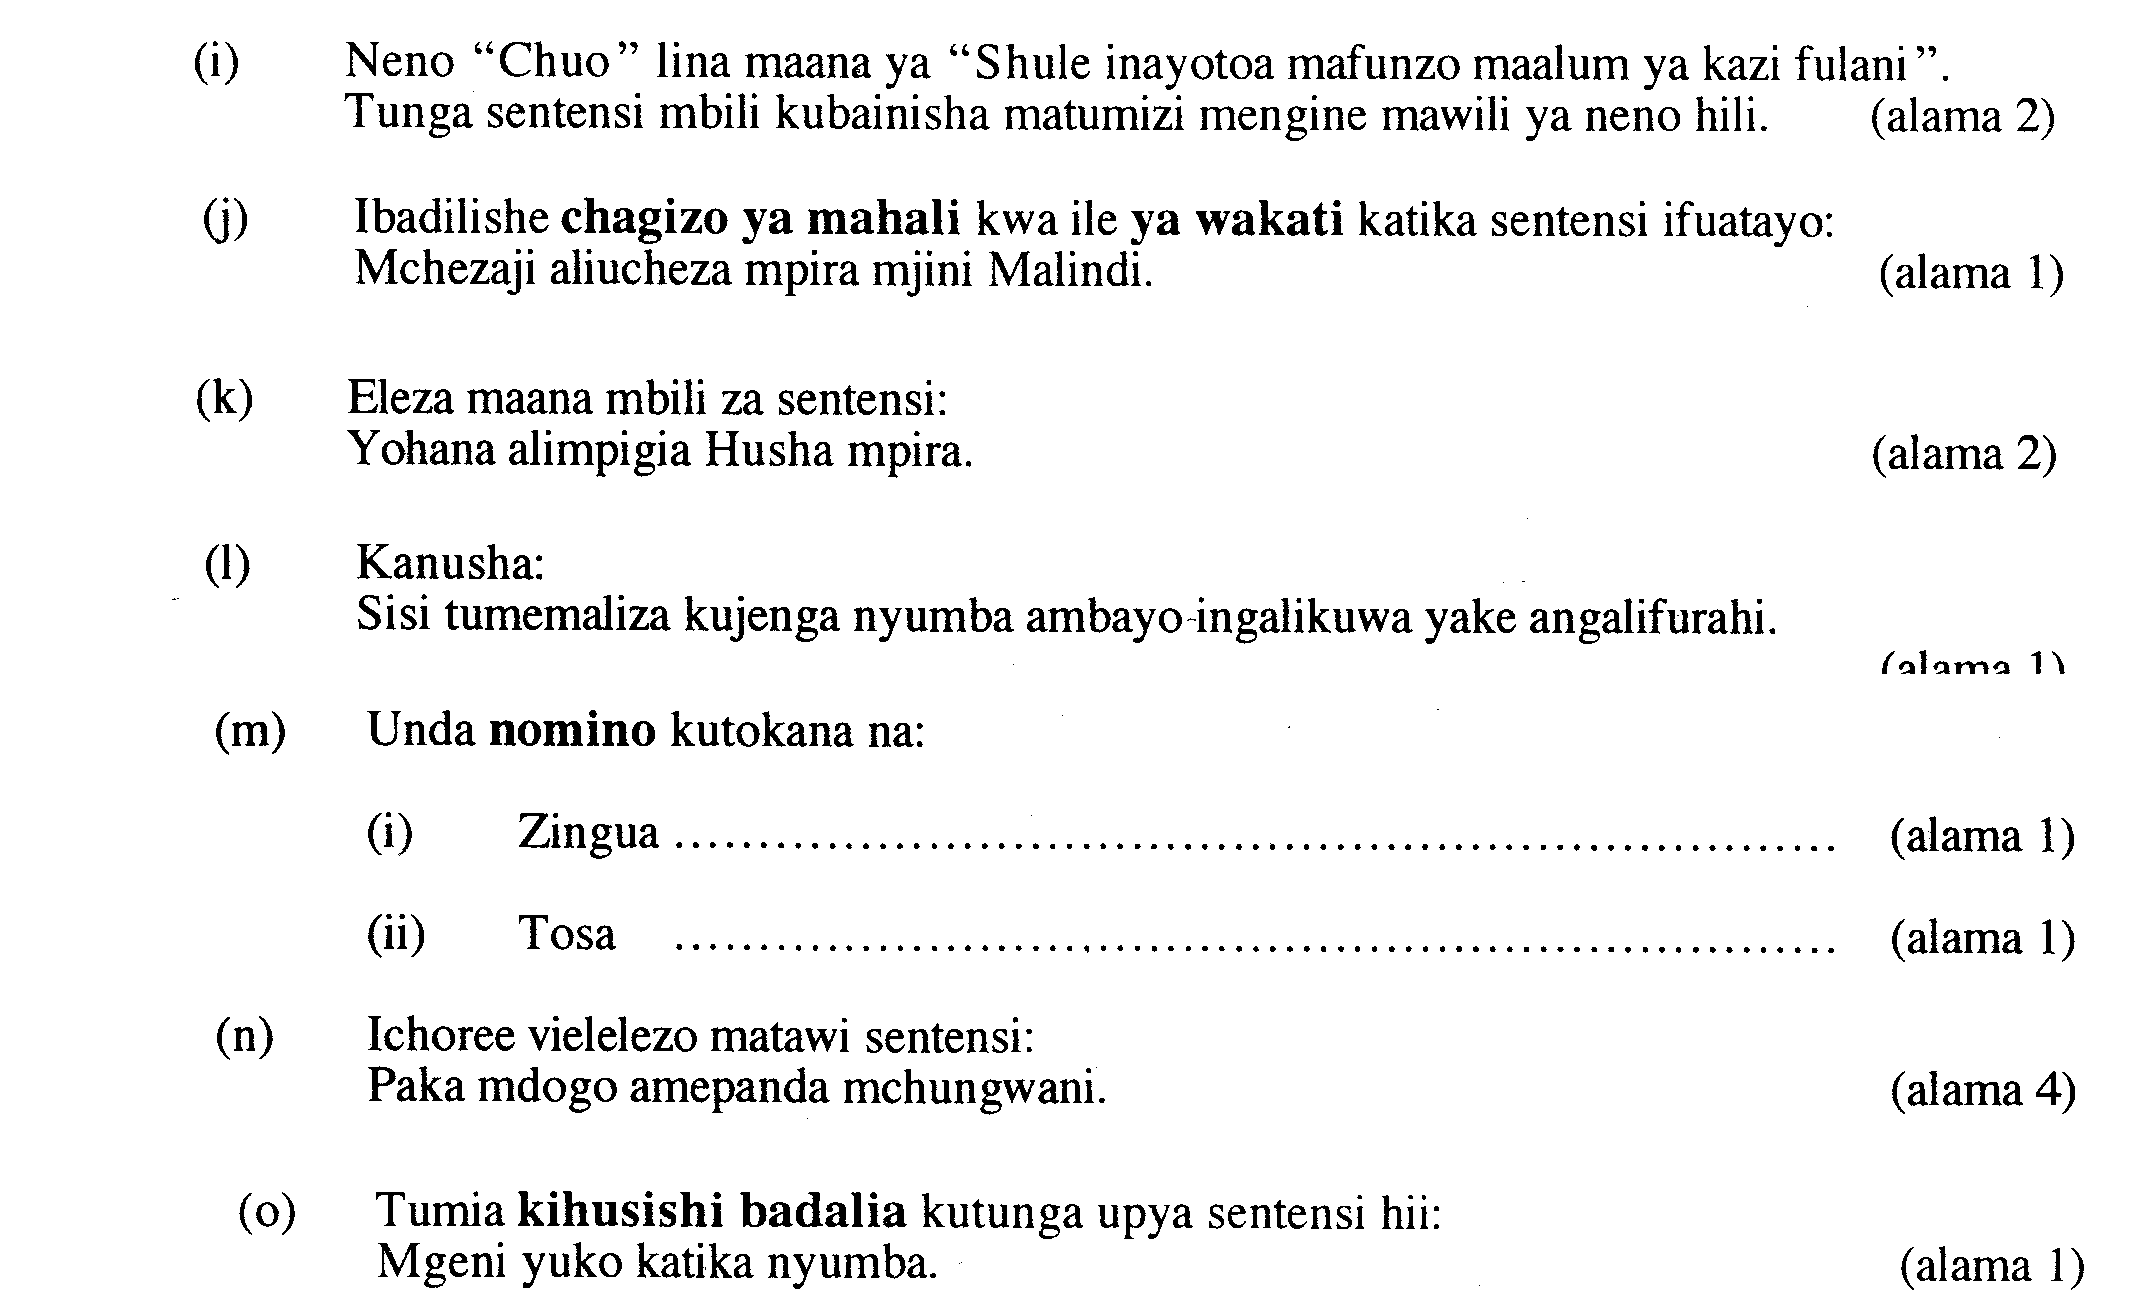 (i) Neno “Chuo” lina maana ya “Shule inayotoa mafunzo maalum ya kazi fulani”.
Tunga sentensi mbili kubainisha matumizi mengine mawili ya neno hili. (alama 2)
(j) Ibadilishe chagizo ya mahali kwa ile ya wakati katika sentensi ifuatayo:
Mchezaji aliucheza mpira mjini Malindi. (alama 1)
(k) Eleza maana mbili za sentensi:
Yohana alimpigia Husha mpira. (alama 2)
(l) Kanusha:
Sisi tumemaliza kujenga nyumba ambayo ingalikuwa yake angalifurahi.
(alama 1)
(m) Unda nomino kutokana na:
(i) Zingua ........................................................................ (alama 1)
(ii) Tosa ........................................................................ (alama 1)
(n) Ichoree vielelezo matawi sentensi:
Paka mdogo amepanda mchungwani. (alama 4)
(o) Tumia kihusishi badalia kutunga upya sentensi hii:
Mgeni yuko katika nyumba. (alama 1)